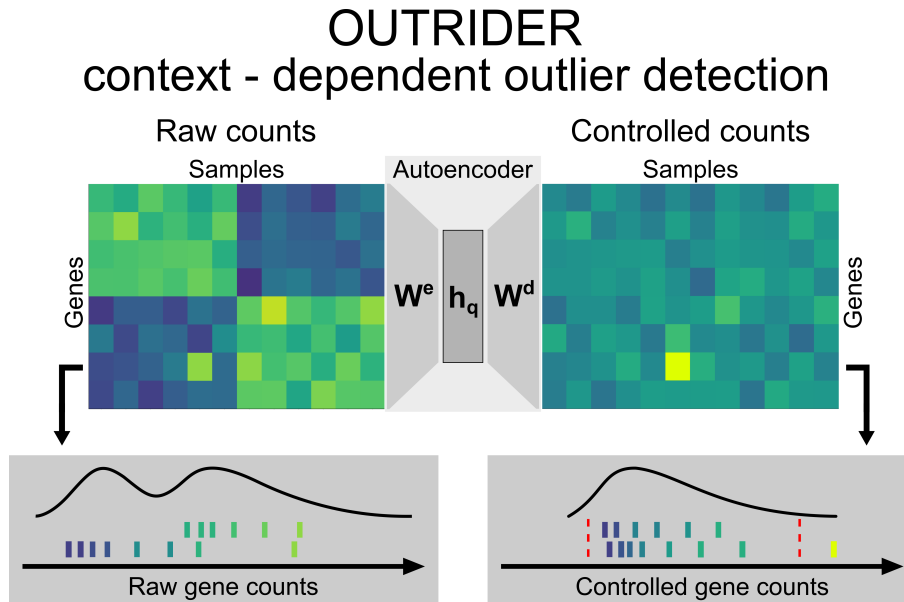 OUTRIDER
context - dependent outlier detection
Raw counts
Controlled counts
Samples
Autoencoder
Samples
Genes
W^e
h_q
W^d
Genes
Raw gene counts
Controlled gene counts